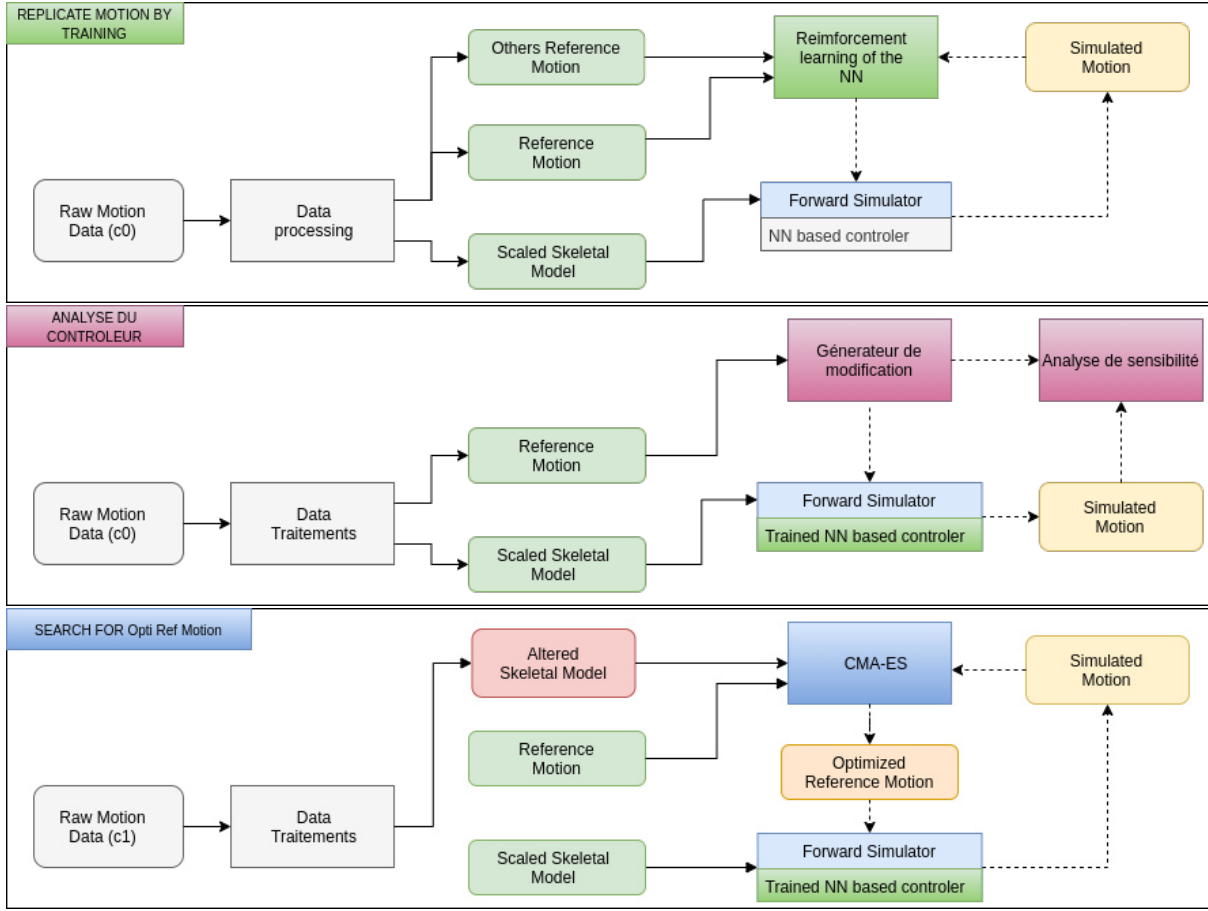 REPLICATE MOTION BY
TRAINING
Others Reference
Motion
Reimforcement
learning of the
NN
Simulated
Motion
Reference
Motion
Raw Motion
Data (c0)
Data
processing
Forward Simulator
NN based controler
Scaled Skeletal
Model
ANALYSE DU
CONTROLEUR
Génerateur de
modification
Analyse de sensibilité
Reference
Motion
Raw Motion
Data (c0)
Data
Traitements
Forward Simulator
Trained NN based controler
Simulated
Motion
Scaled Skeletal
Model
SEARCH FOR Opti Ref Motion
Altered
Skeletal Model
CMA-ES
Simulated
Motion
Reference
Motion
Optimized
Reference Motion
Raw Motion
Data (c1)
Data
Traitements
Scaled Skeletal
Model
Forward Simulator
Trained NN based controler